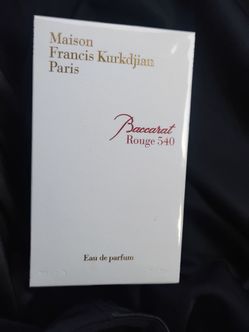 Maison
Francis Kurkdjian
Paris
Baccarat
Rouge 540
Eau de parfum